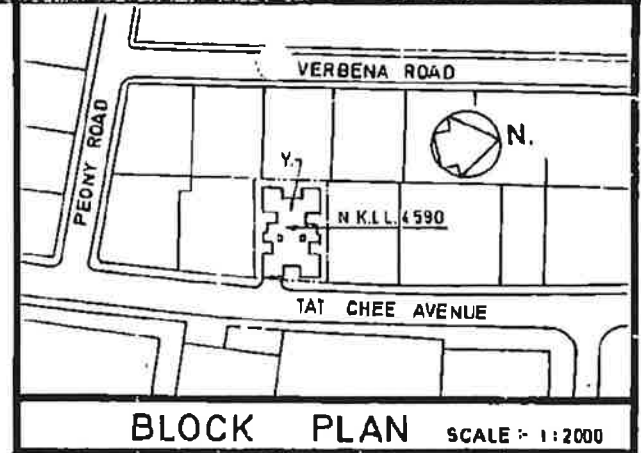 VERBENA ROAD
PEONY ROAD
N.
Y.
N.K.I.L. 4590
TAT CHEE AVENUE
BLOCK PLAN SCALE :- 1:2000